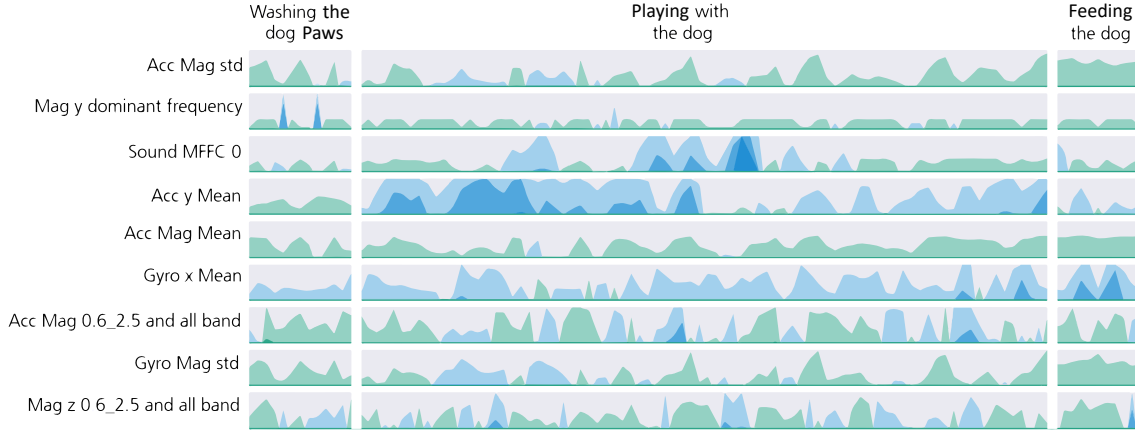 Washing the
dog Paws
Playing with
the dog
Feeding
the dog
Acc Mag std
Mag y dominant frequency
Sound MFFC 0
Acc y Mean
Acc Mag Mean
Gyro x Mean
Acc Mag 0.6_2.5 and all band
Gyro Mag std
Mag z 0 6_2.5 and all band